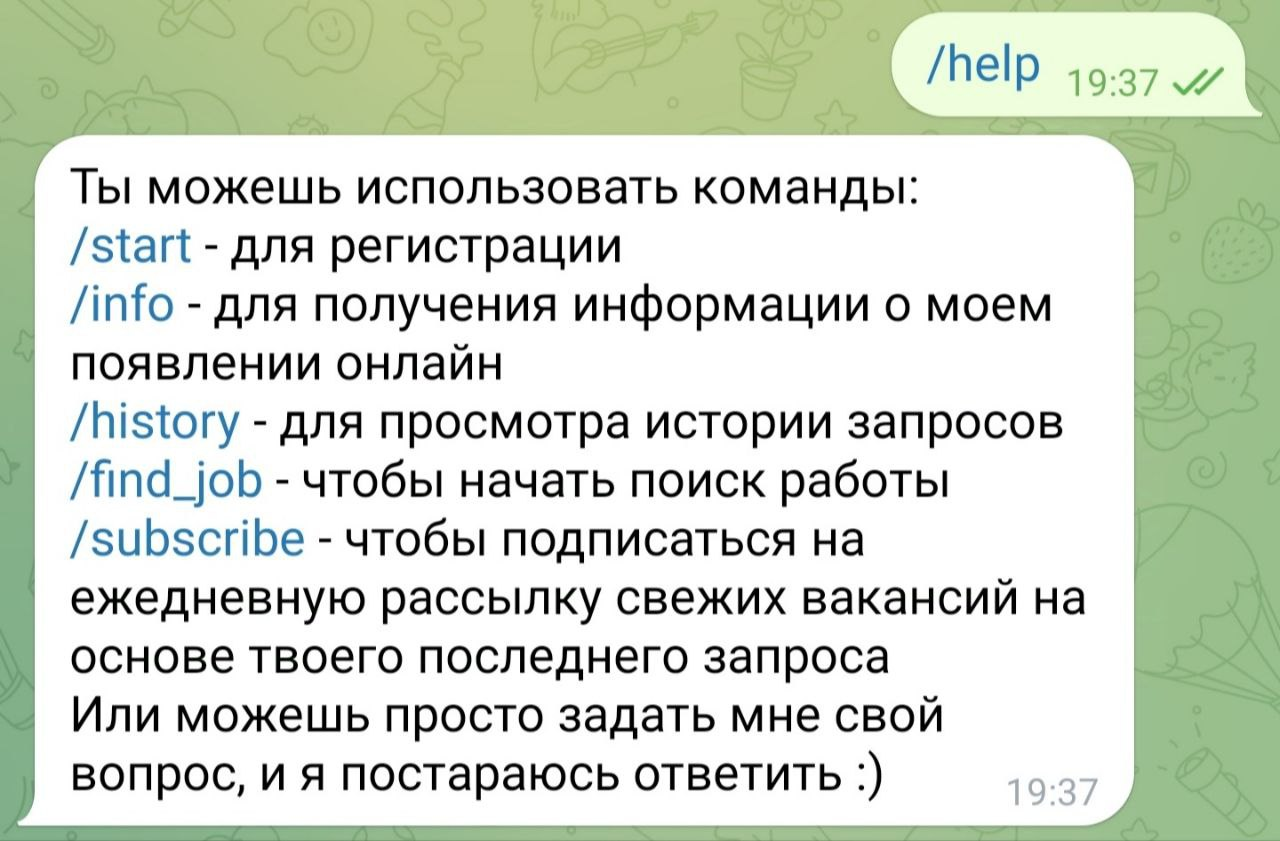 /help 19:37
Ты можешь использовать команды:
/start - для регистрации
/info - для получения информации о моем
появлении онлайн
/history - для просмотра истории запросов
/find_job - чтобы начать поиск работы
/subscribe - чтобы подписаться на
ежедневную рассылку свежих вакансий на
основе твоего последнего запроса
Или можешь просто задать мне свой
вопрос, и я постараюсь ответить :)
19:37